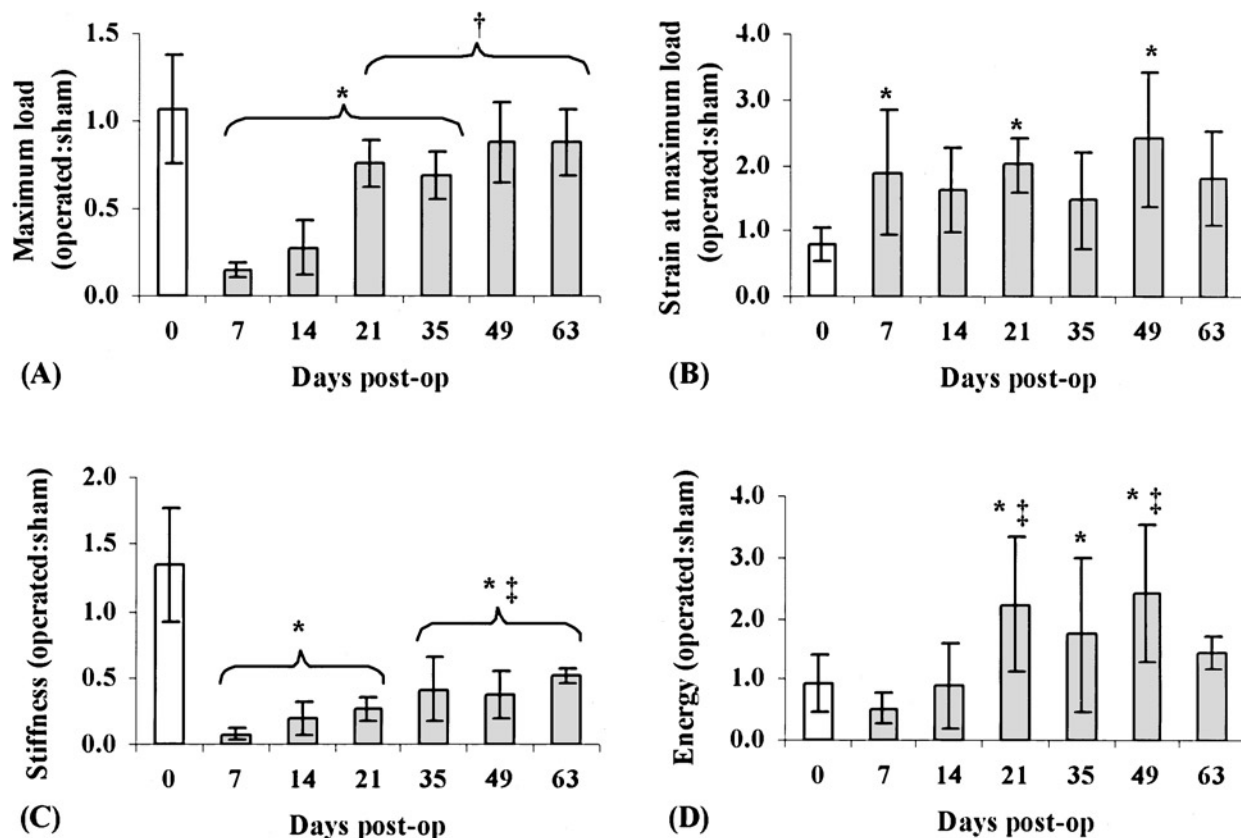 Maximum load
(operated:sham)
1.5
1.0
0.5
0.0
*
†
0 7 14 21 35 49 63
Days post-op
(A)
Strain at maximum load
(operated:sham)
4.0
3.0
2.0
1.0
0.0
* * *
0 7 14 21 35 49 63
Days post-op
(B)
Stiffness (operated:sham)
2.0
1.5
1.0
0.5
0.0
*
* ‡
0 7 14 21 35 49 63
Days post-op
(C)
Energy (operated:sham)
4.0
3.0
2.0
1.0
0.0
* ‡ * * ‡
0 7 14 21 35 49 63
Days post-op
(D)